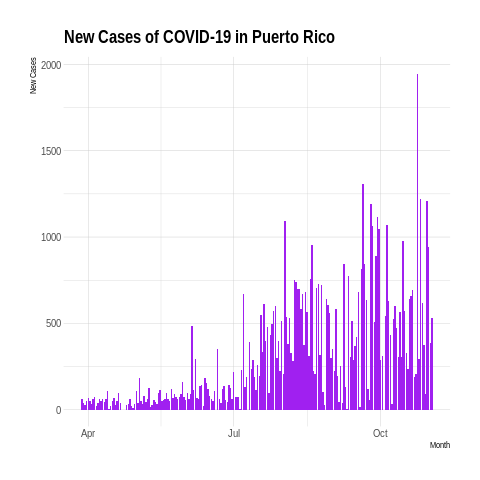 New Cases of COVID-19 in Puerto Rico
New Cases
2000
1500
1000
500
0
Apr
Jul
Oct
Month